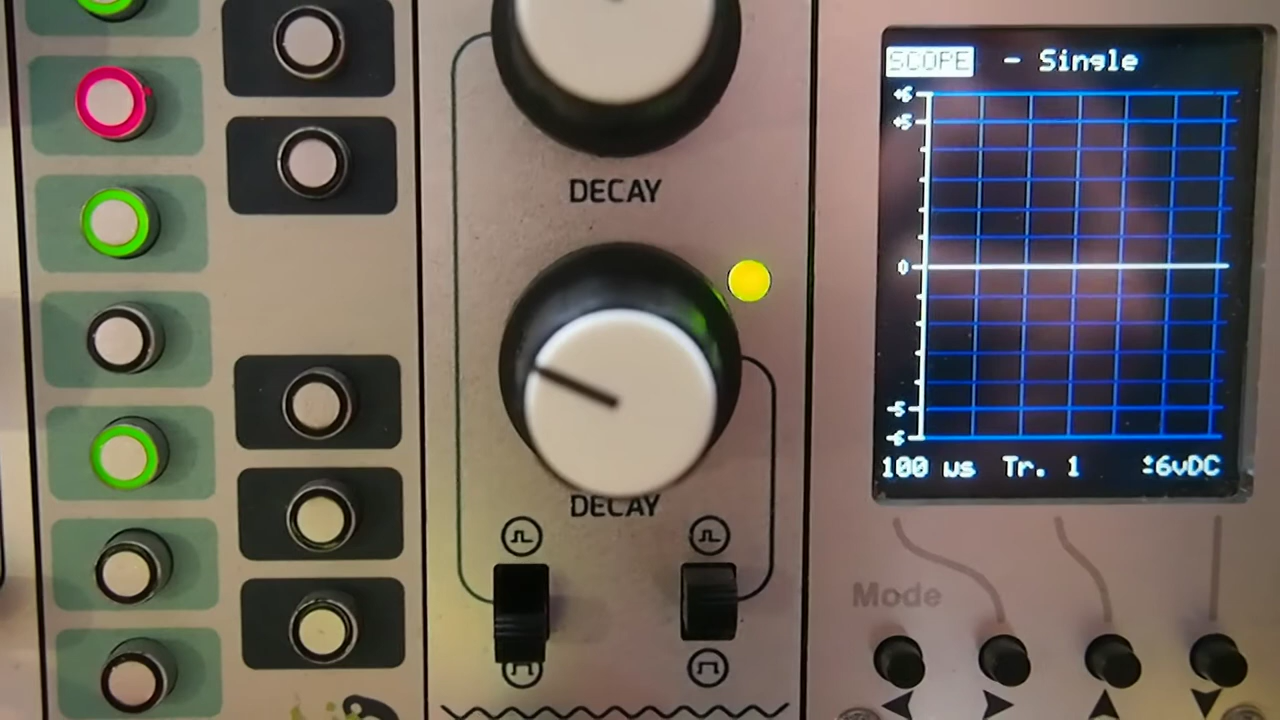 DECAY
DECAY
SCOPE - Single
+6
+5
0
-5
-6
100 us Tr. 1 ±6vDC
Mode